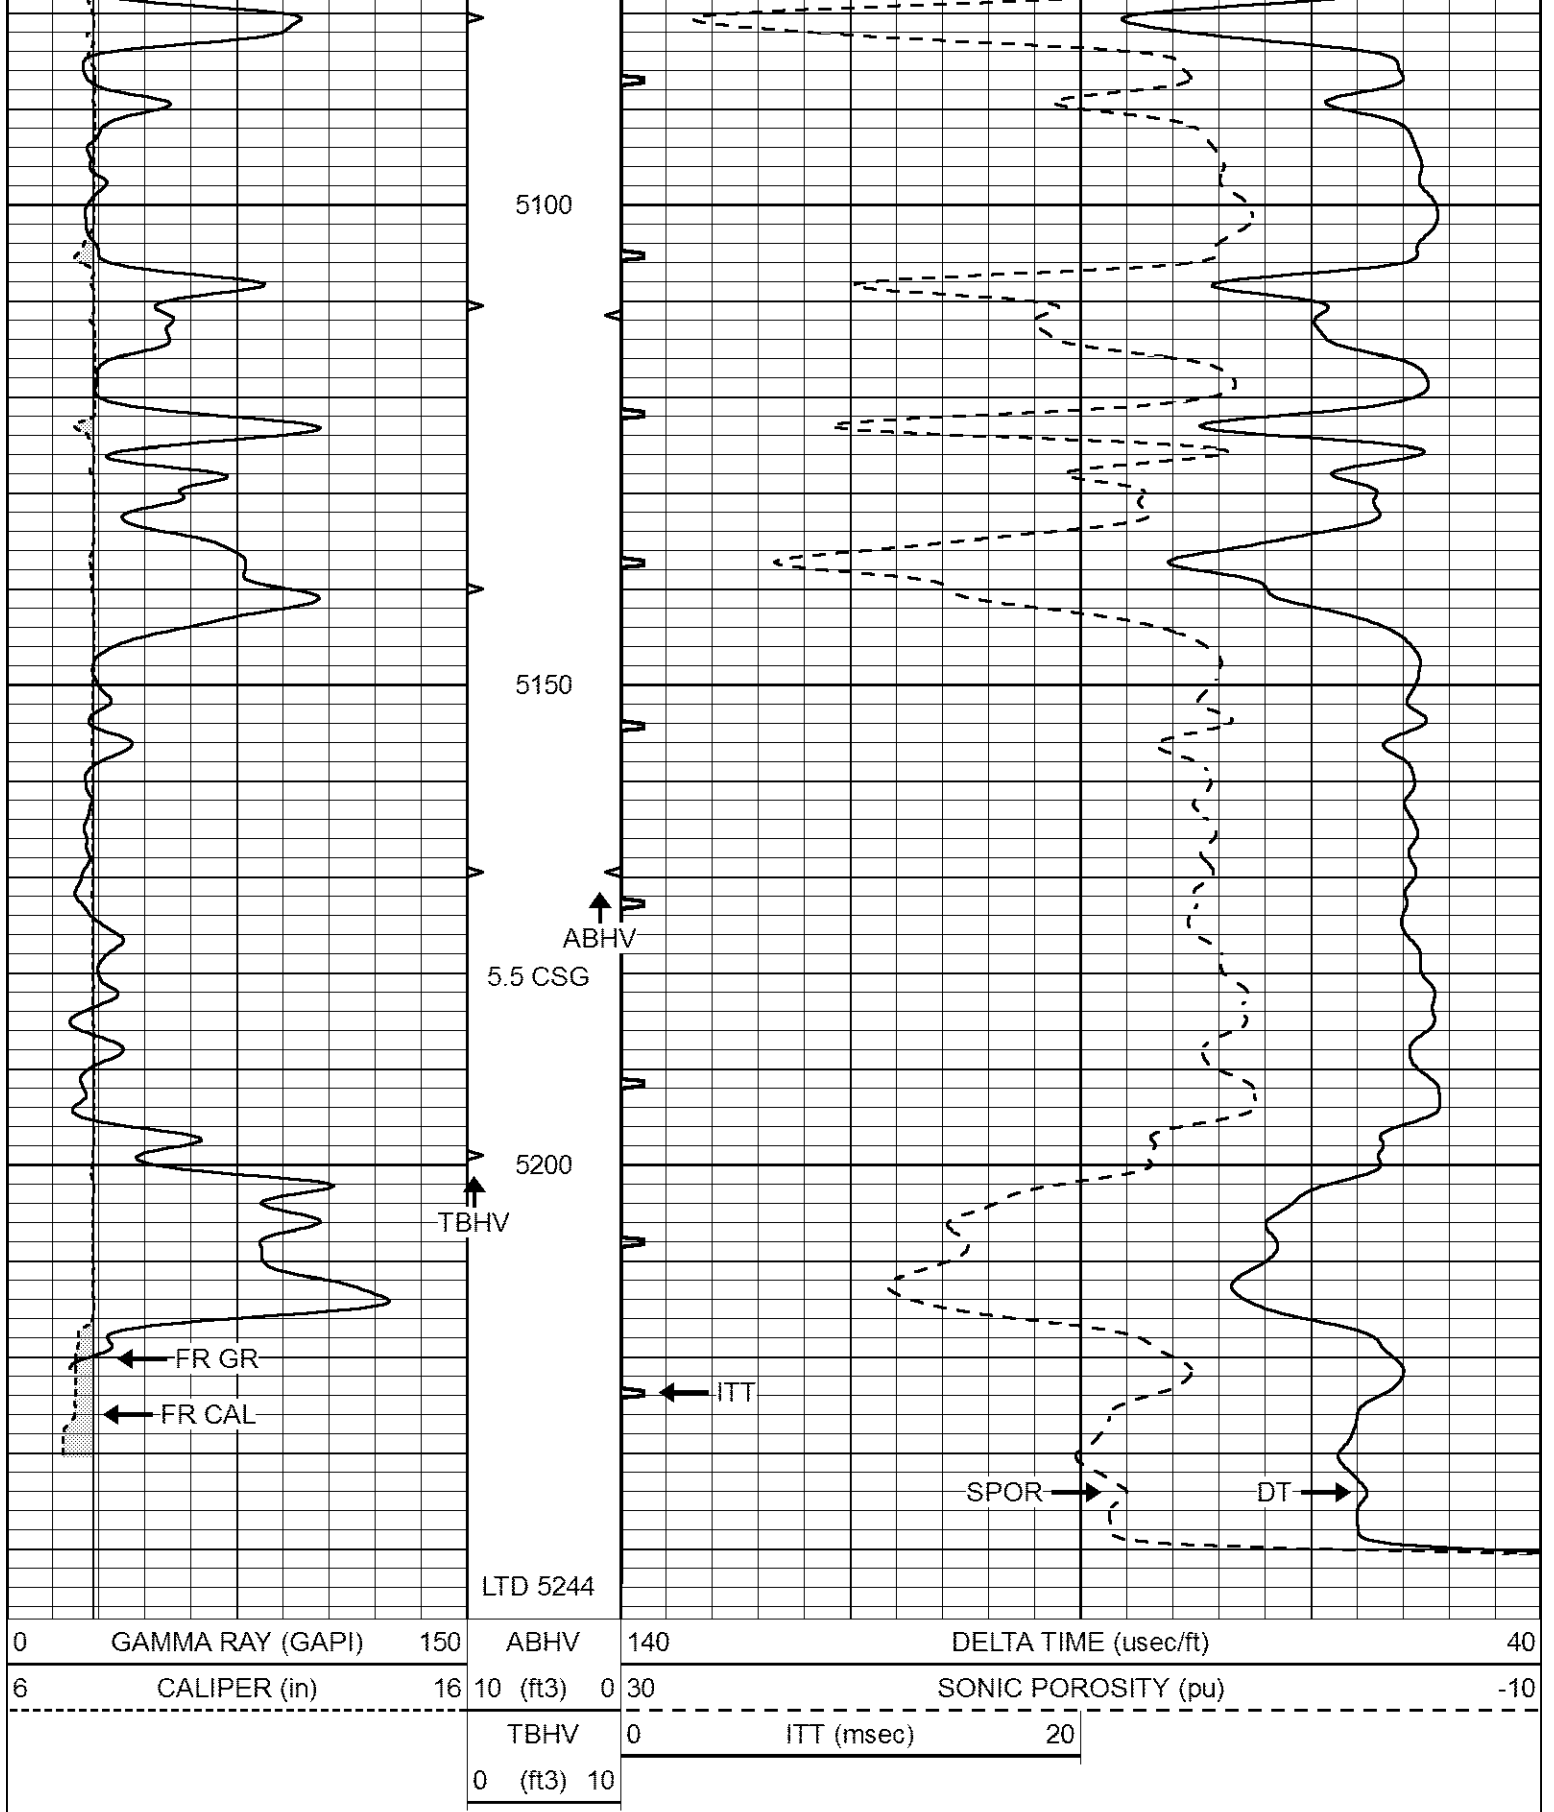 5100
5150
ABHV
5.5 CSG
5200
TBHV
FR GR
ITT
FR CAL
SPOR
DT
LTD 5244
0 GAMMA RAY (GAPI) 150
ABHV
140 DELTA TIME (usec/ft) 40
6 CALIPER (in) 16
10 (ft3) 0
30 SONIC POROSITY (pu) -10
TBHV
0 ITT (msec) 20
0 (ft3) 10